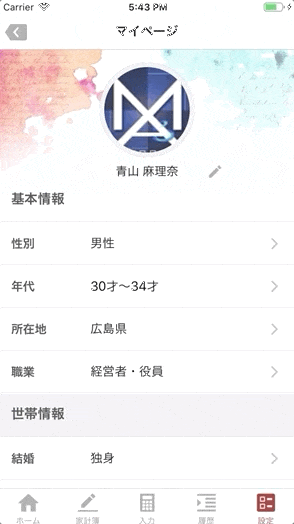 Carrier 5:43 PM
マイページ
青山 麻理奈
基本情報
性別 男性
年代 30才〜34才
所在地 広島県
職業 経営者・役員
世帯情報
結婚 独身
ホーム 家計簿 入力 履歴 設定